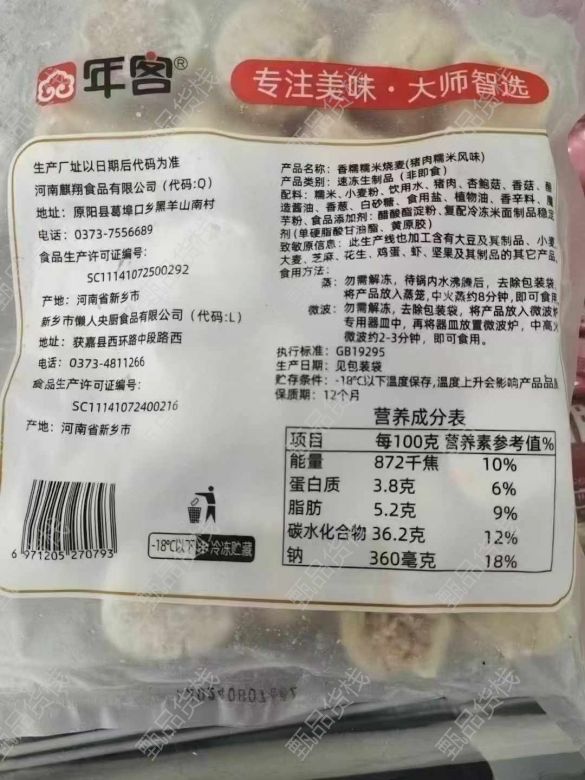 年客®
专注美味·大师智选
生产厂址以日期后代码为准
河南麒翔食品有限公司（代码:Q）
地址：原阳县葛埠口乡黑羊山南村
电话：0373-7556689
食品生产许可证编号：
SC11141072500292
产地：河南省新乡市
新乡市懒人央厨食品有限公司（代码:L）
地址：获嘉县西环路中段路西
电话：0373-4811266
食品生产许可证编号：
SC11141072400216
产地：河南省新乡市
产品名称：香糯糯米烧麦(猪肉糯米风味)
产品类别：速冻生制品（非即食）
配料：糯米、小麦粉、饮用水、猪肉、杏鲍菇、香菇、酿
造酱油、香葱、白砂糖、食用盐、植物油、香辛料、魔
芋粉、食品添加剂：醋酸酯淀粉、复配冷冻米面制品稳定
剂(单硬脂酸甘油酯、黄原胶)
致敏原信息：此生产线也加工含有大豆及其制品、小麦
大麦、芝麻、花生、鸡蛋、虾、坚果及其制品的其它产品
食用方法：
蒸：勿需解冻，待锅内水沸腾后，去除包装袋，
将产品放入蒸笼,中火蒸约8分钟，即可食用
微波：勿需解冻，去除包装袋，将产品放入微波炉
专用器皿中，再将器皿放置微波炉，中高火
微波约2-3分钟，即可食用。
执行标准：GB19295
生产日期：见包装袋
贮存条件：-18℃以下温度保存,温度上升会影响产品品质
保质期：12个月
营养成分表
项目 每100克 营养素参考值%
能量 872千焦 10%
蛋白质 3.8克 6%
脂肪 5.2克 9%
碳水化合物 36.2克 12%
钠 360毫克 18%
-18℃以下 冷冻贮藏
6 971205 270793
甄品货栈